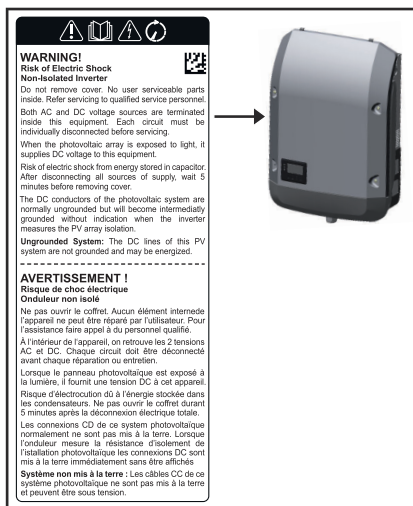 WARNING!
Risk of Electric Shock
Non-Isolated Inverter
Do not remove cover. No user serviceable parts
inside. Refer servicing to qualified service personnel.
Both AC and DC voltage sources are terminated
inside this equipment. Each circuit must be
individually disconnected before servicing.
When the photovoltaic array is exposed to light, it
supplies DC voltage to this equipment.
Risk of electric shock from energy stored in capacitor.
After disconnecting all sources of supply, wait 5
minutes before removing cover.
The DC conductors of the photovoltaic system are
normally ungrounded but will become intermediatly
grounded without indication when the inverter
measures the PV array isolation.
Ungrounded System: The DC lines of this PV
system are not grounded and may be energized.
AVERTISSEMENT !
Risque de choc électrique
Onduleur non isolé
Ne pas ouvrir le coffret. Aucun élément internede
l'appareil ne peut être réparé par l'utilisateur. Pour
l'assistance faire appel à du personnel qualifié.
À l'intérieur de l'appareil, on retrouve les 2 tensions
AC et DC. Chaque circuit doit être déconnecté
avant chaque réparation ou entretien.
Lorsque le panneau photovoltaïque est exposé à
la lumière, il fournit une tension DC à cet appareil.
Risque d'électrocution dû à l'énergie stockée dans
les condensateurs. Ne pas ouvrir le coffret durant
5 minutes après la déconnexion électrique totale.
Les connexions CD de ce system photovoltaïque
normalement ne sont pas mis à la terre. Lorsque
l'onduleur mesure la résistance d'isolement de
l'istallation photovoltaïque les connexions DC sont
mis à la terre immédiatement sans être affichés
Système non mis à la terre : Les câbles CC de ce
système photovoltaïque ne sont pas mis à la terre
et peuvent être sous tension.